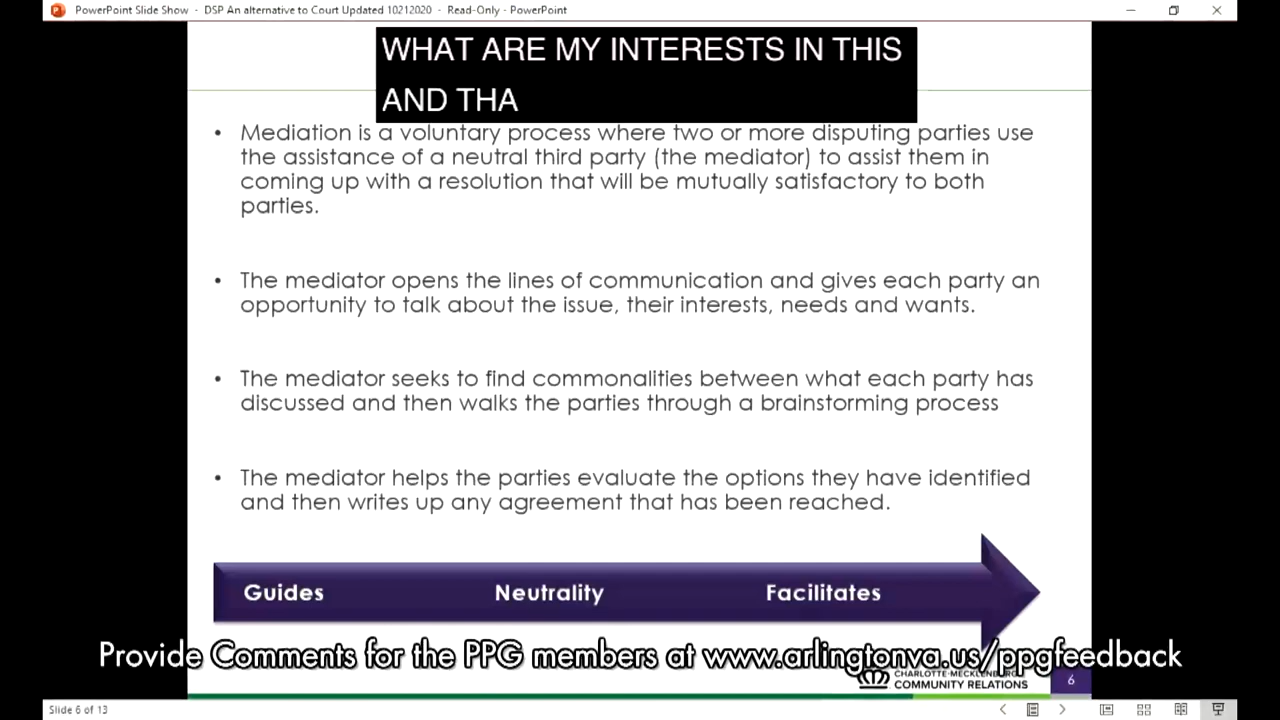 PowerPoint Slide Show - DSP An alternative to Court Updated 10212020 - Read-Only - PowerPoint
WHAT ARE MY INTERESTS IN THIS
AND THA
• Mediation is a voluntary process where two or more disputing parties use
the assistance of a neutral third party (the mediator) to assist them in
coming up with a resolution that will be mutually satisfactory to both
parties.
• The mediator opens the lines of communication and gives each party an
opportunity to talk about the issue, their interests, needs and wants.
• The mediator seeks to find commonalities between what each party has
discussed and then walks the parties through a brainstorming process
• The mediator helps the parties evaluate the options they have identified
and then writes up any agreement that has been reached.
Guides Neutrality Facilitates
Provide Comments for the PPG members at www.arlingtonva.us/ppgfeedback
CHARLOTTE-MECKLENBURG
COMMUNITY RELATIONS
6
Slide 6 of 13